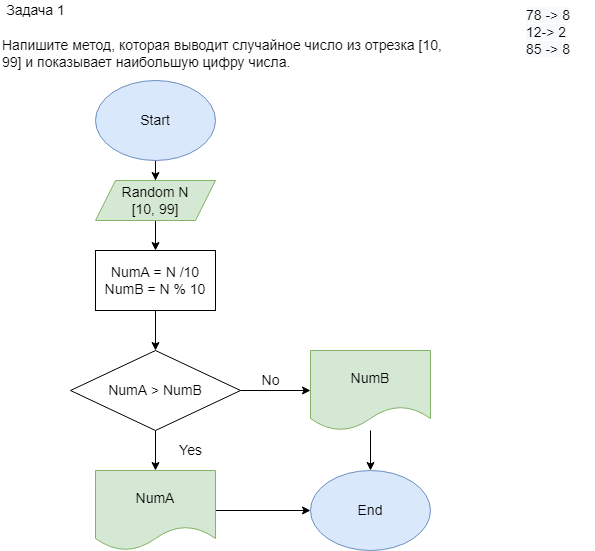 Задача 1
Напишите метод, которая выводит случайное число из отрезка [10,
99] и показывает наибольшую цифру числа.
78 -> 8
12-> 2
85 -> 8
Start
Random N
[10, 99]
NumA = N /10
NumB = N % 10
NumA > NumB
No
NumB
Yes
NumA
End